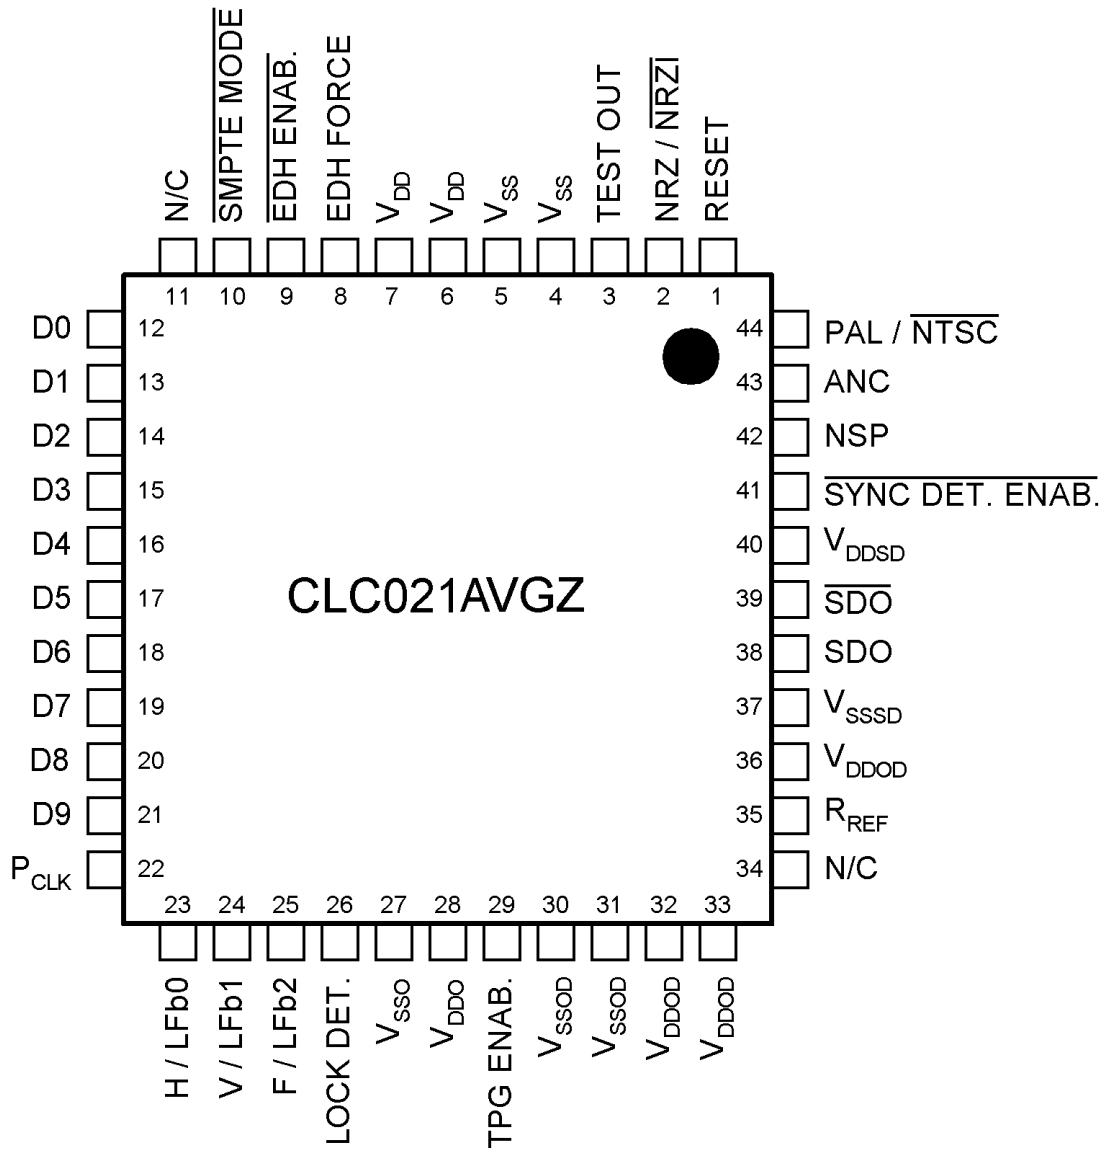 N/C
SMPTE MODE
EDH ENAB.
EDH FORCE
VDD
VDD
VSS
VSS
TEST OUT
NRZ / NRZI
RESET
11 10 9 8 7 6 5 4 3 2 1
D0 12
D1 13
D2 14
D3 15
D4 16
D5 17
D6 18
D7 19
D8 20
D9 21
PCLK 22
CLC021AVGZ
44 PAL / NTSC
43 ANC
42 NSP
41 SYNC DET. ENAB.
40 VDDSD
39 SDO
38 SDO
37 VSSSD
36 VDDOD
35 RREF
34 N/C
23 24 25 26 27 28 29 30 31 32 33
H / LFb0
V / LFb1
F / LFb2
LOCK DET.
VSSO
VDDO
TPG ENAB.
VSSOD
VSSOD
VDDOD
VDDOD